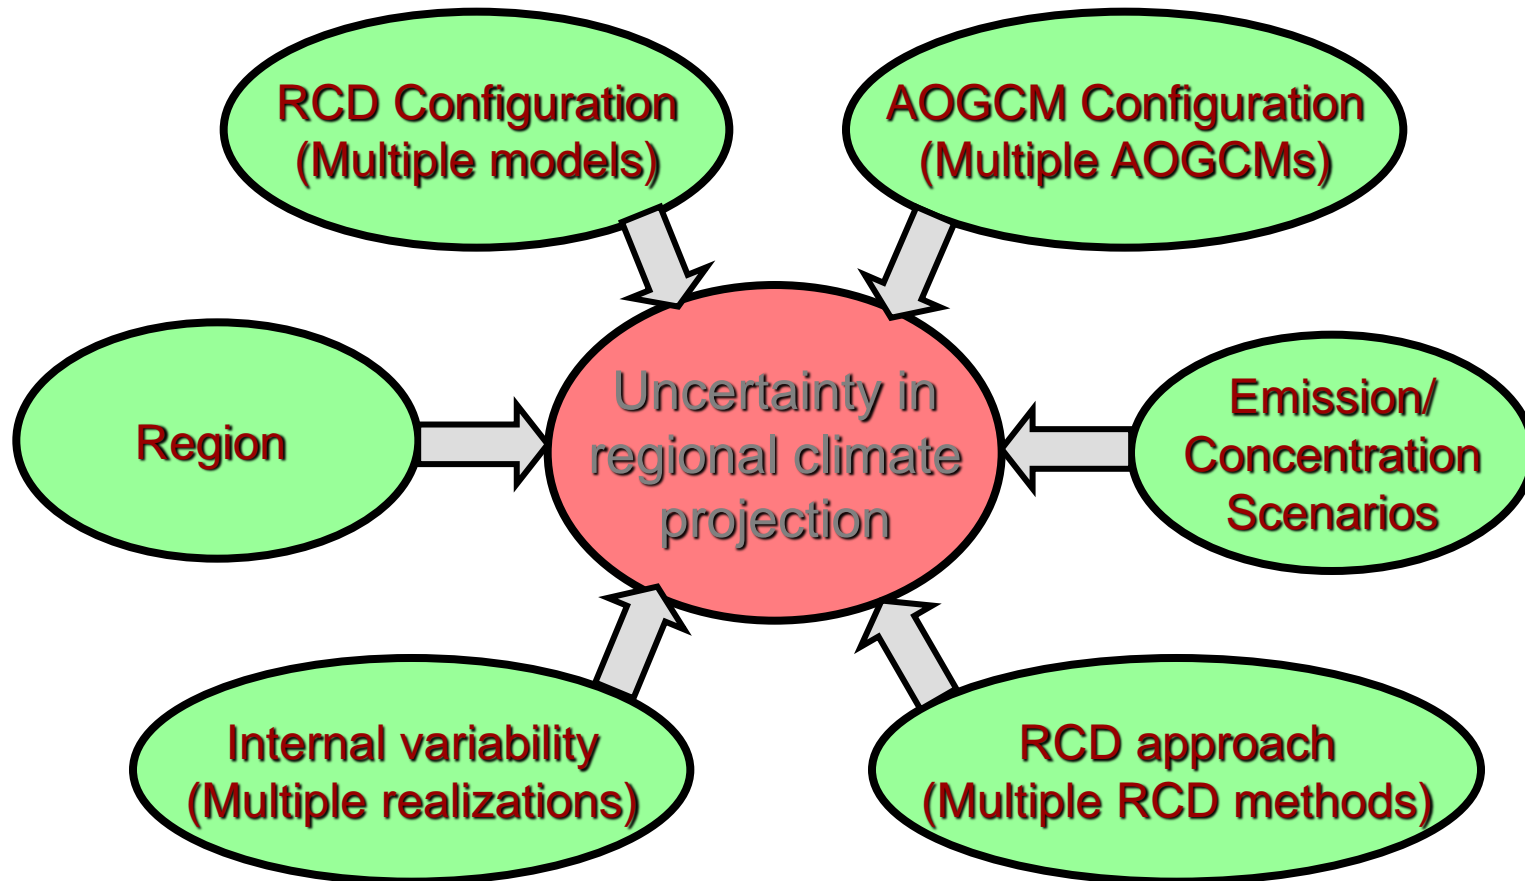 RCD Configuration
(Multiple models)
AOGCM Configuration
(Multiple AOGCMs)
Region
Uncertainty in
regional climate
projection
Emission/
Concentration
Scenarios
Internal variability
(Multiple realizations)
RCD approach
(Multiple RCD methods)